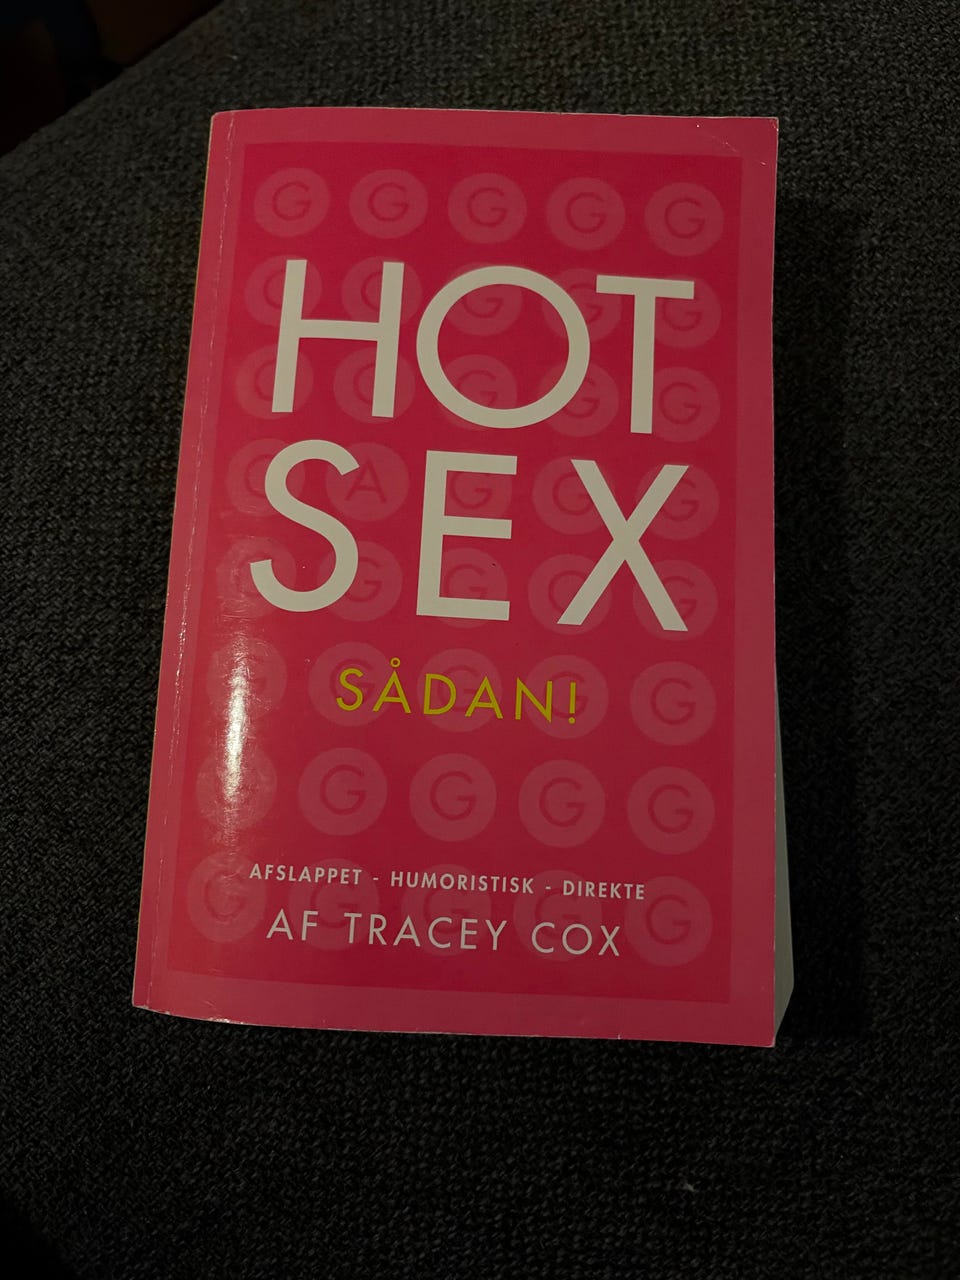 HOT
SEX
SÅDAN!
AFSLAPPET - HUMORISTISK - DIREKTE
AF TRACEY COX